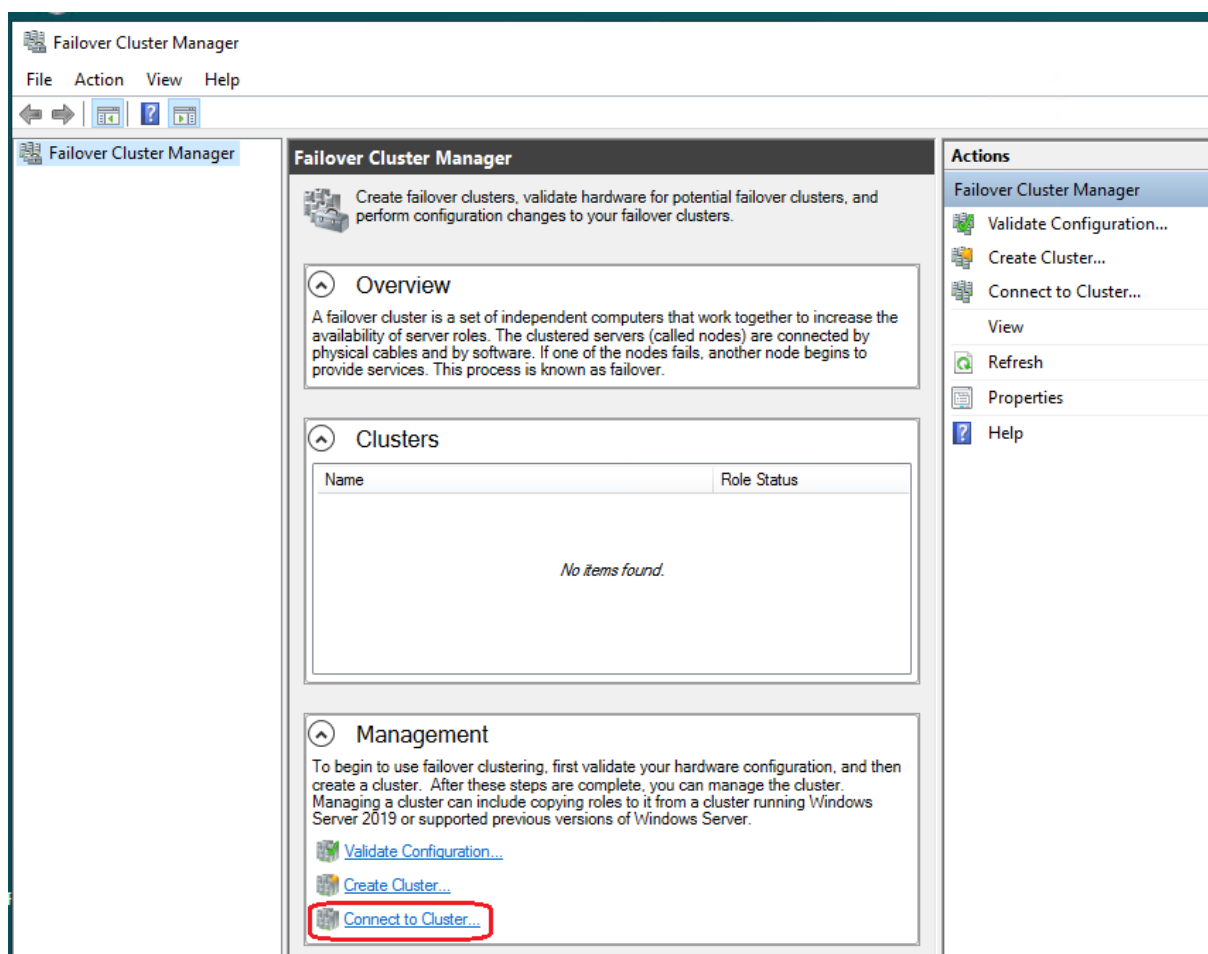 Failover Cluster Manager
File Action View Help
Failover Cluster Manager
Failover Cluster Manager
Create failover clusters, validate hardware for potential failover clusters, and
perform configuration changes to your failover clusters.
Overview
A failover cluster is a set of independent computers that work together to increase the
availability of server roles. The clustered servers (called nodes) are connected by
physical cables and by software. If one of the nodes fails, another node begins to
provide services. This process is known as failover.
Clusters
Name Role Status
No items found.
Management
To begin to use failover clustering, first validate your hardware configuration, and then
create a cluster. After these steps are complete, you can manage the cluster.
Managing a cluster can include copying roles to it from a cluster running Windows
Server 2019 or supported previous versions of Windows Server.
Validate Configuration...
Create Cluster...
Connect to Cluster...
Actions
Failover Cluster Manager
Validate Configuration...
Create Cluster...
Connect to Cluster...
View
Refresh
Properties
Help